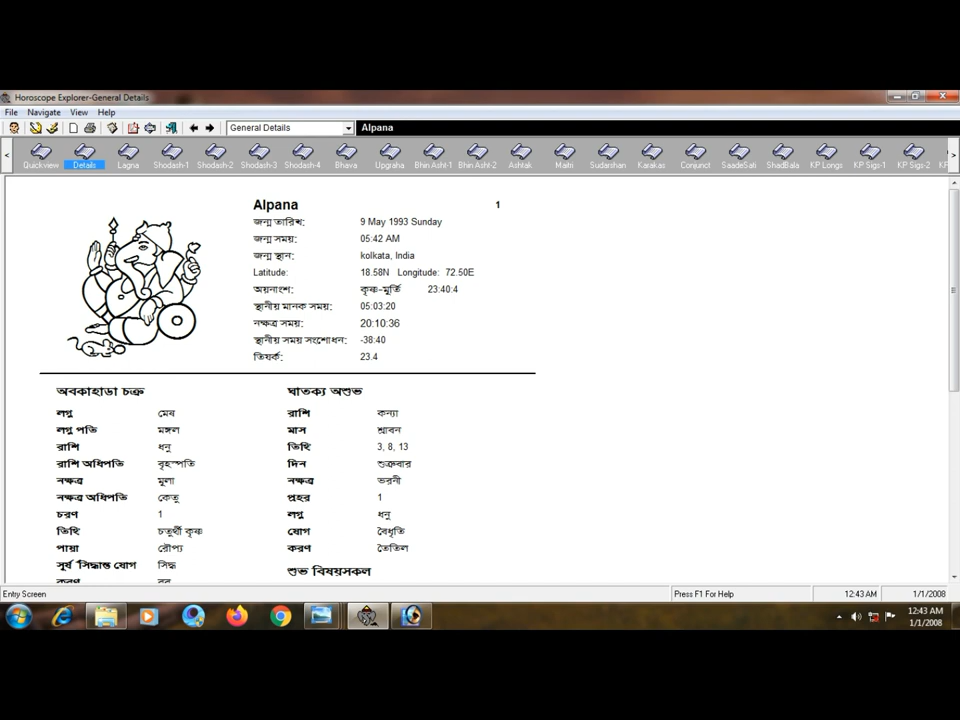 Horoscope Explorer-General Details
File Navigate View Help
General Details Alpana
Quickview Details Lagna Shodash-1 Shodash-2 Shodash-3 Shodash-4 Bhava Upgraha Bhin Asht-1 Bhin Asht-2 Ashtak Maitri Sudarshan Karakas Conjunct SaadeSati ShadBala KP Longs KP Sigs-1 KP Sigs-2
Alpana 1
জন্ম তারিখ: 9 May 1993 Sunday
জন্ম সময়: 05:42 AM
জন্ম স্থান: kolkata, India
Latitude: 18.58N Longitude: 72.50E
অয়নাংশ: কৃষ্ণ-মূর্তি 23:40:4
স্থানীয় মানক সময়: 05:03:20
নক্ষত্র সময়: 20:10:36
স্থানীয় সময় সংশোধন: -38:40
তিযর্ক: 23.4
অবকাহাডা চক্র ঘাতক্য অশুভ
লগ্ন মেষ রাশি কন্যা
লগ্ন পতি মঙ্গল মাস শ্রাবন
রাশি ধনু তিথি 3, 8, 13
রাশি অধিপতি বৃহস্পতি দিন শুক্রবার
নক্ষত্র মূলা নক্ষত্র ভরনী
নক্ষত্র অধিপতি কেতু প্রহর 1
চরণ 1 লগ্ন ধনু
তিথি চতুর্থী কৃষ্ণ যোগ বৈধৃতি
পায়া রৌপ্য করণ তৈতিল
সূর্য সিদ্ধান্ত যোগ সিদ্ধ শুভ বিষয়সকল
করণ বব
Entry Screen Press F1 For Help 12:43 AM 1/1/2008
12:43 AM
1/1/2008